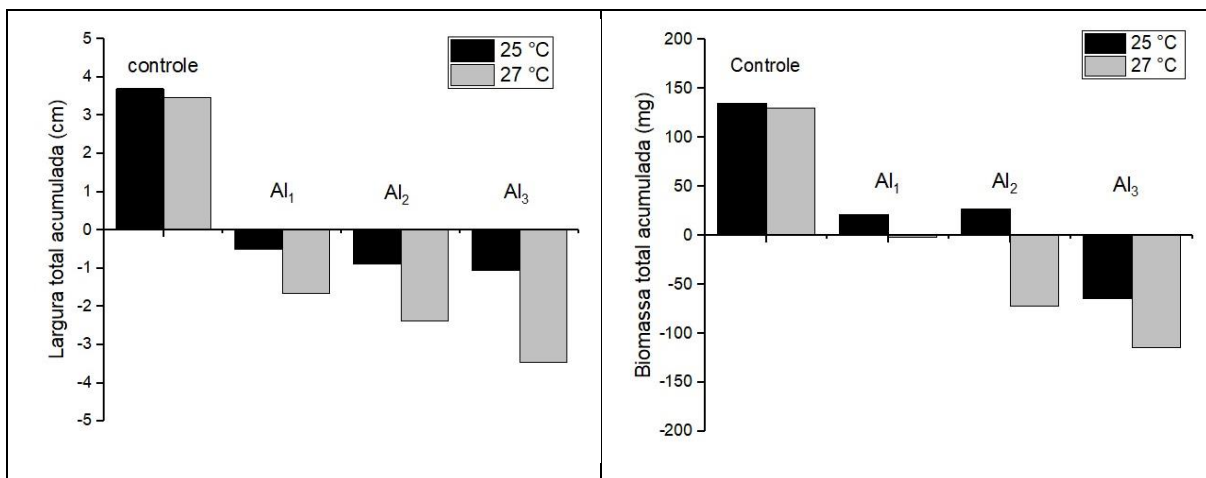 Largura total acumulada (cm)
5
4
3
2
1
0
-1
-2
-3
-4
-5
controle
Al₁
Al₂
Al₃
25 °C
27 °C
Biomassa total acumulada (mg)
200
150
100
50
0
-50
-100
-150
-200
Controle
Al₁
Al₂
Al₃
25 °C
27 °C